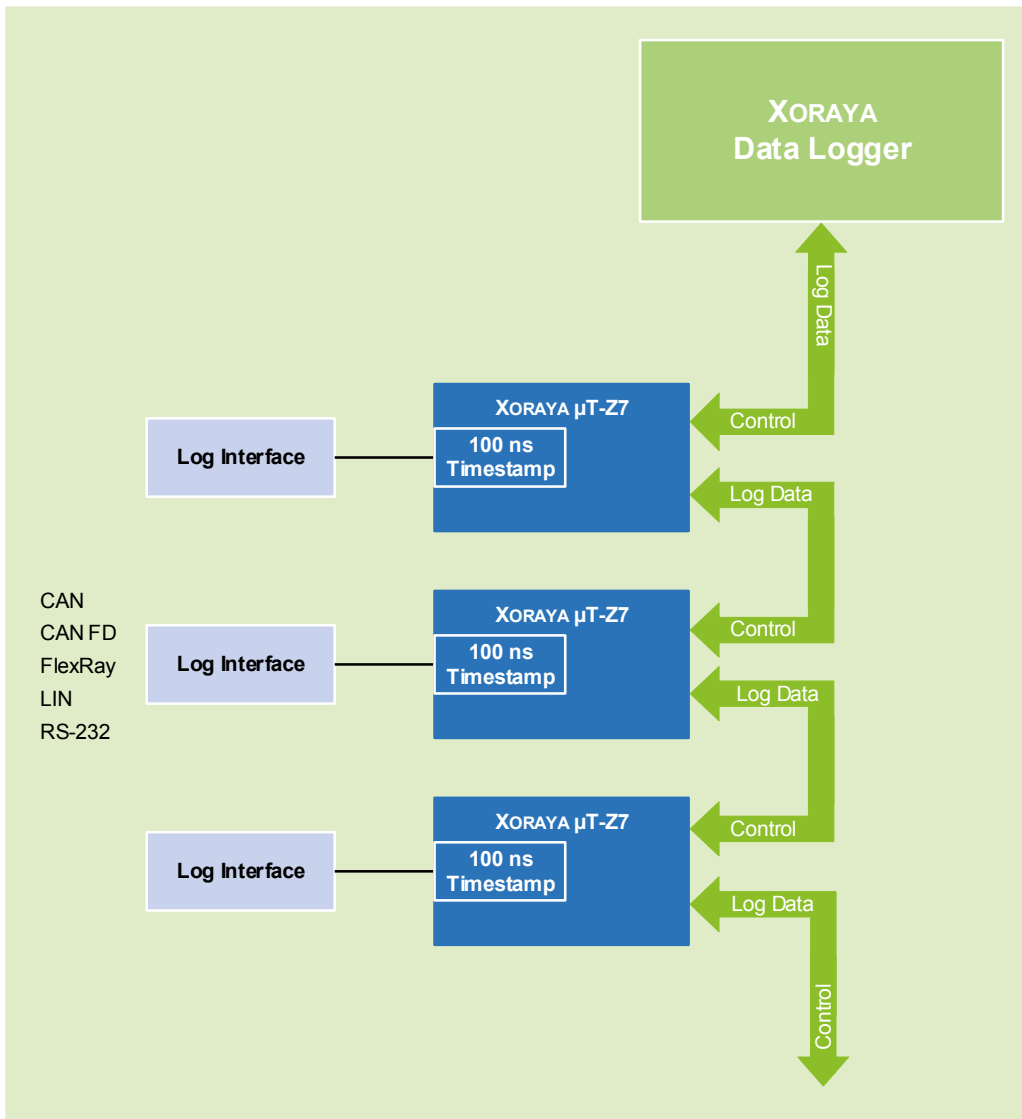 XORAYA
Data Logger
Log Data
XORAYA µT-Z7
Control
100 ns
Timestamp
Log Interface
Log Data
CAN
CAN FD
FlexRay
LIN
RS-232
XORAYA µT-Z7
Control
100 ns
Timestamp
Log Interface
Log Data
XORAYA µT-Z7
Control
100 ns
Timestamp
Log Interface
Log Data
Control